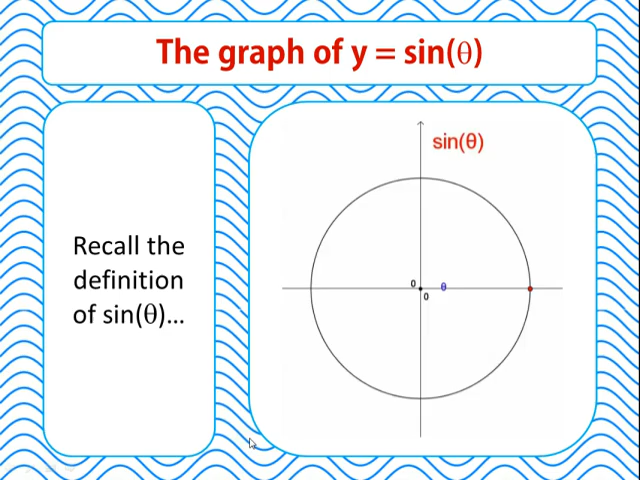 The graph of y = sin(θ)
Recall the
definition
of sin(θ)...
sin(θ)
0
θ
0